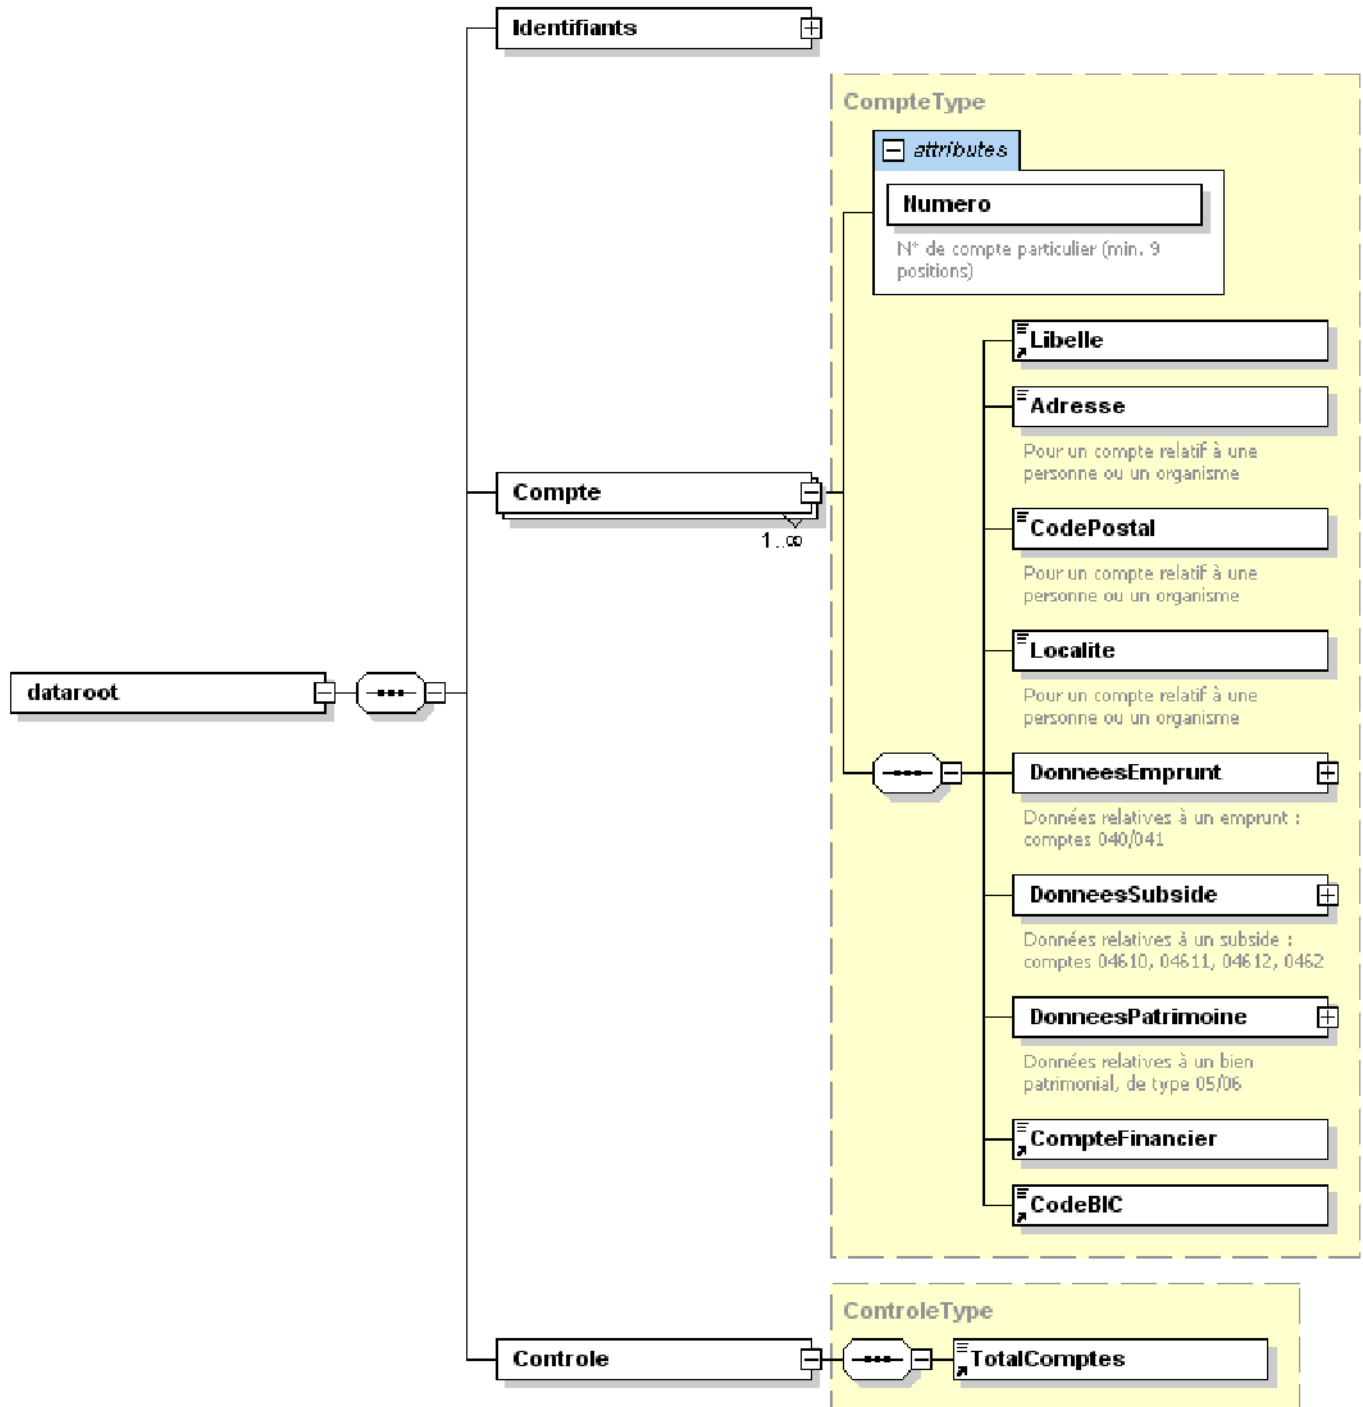 Identifiants
CompteType
attributes
Numero
N° de compte particulier (min. 9
positions)
Libelle
Adresse
Pour un compte relatif à une
personne ou un organisme
Compte
1..∞
CodePostal
Pour un compte relatif à une
personne ou un organisme
Localite
Pour un compte relatif à une
personne ou un organisme
dataroot
DonneesEmprunt
Données relatives à un emprunt :
comptes 040/041
DonneesSubside
Données relatives à un subside :
comptes 04610, 04611, 04612, 0462
DonneesPatrimoine
Données relatives à un bien
patrimonial, de type 05/06
CompteFinancier
CodeBIC
ControleType
Controle
TotalComptes